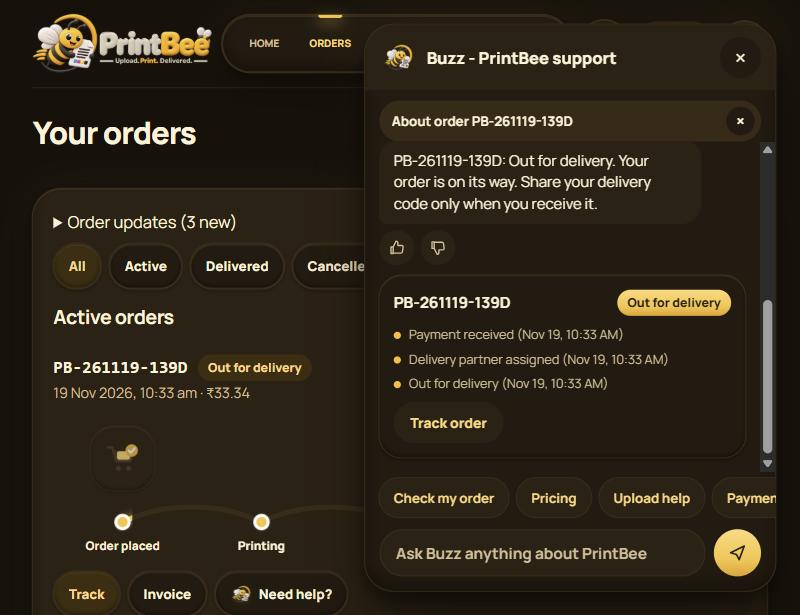 PrintBee
Upload. Print. Delivered.
HOME
ORDERS
Your orders
Order updates (3 new)
All
Active
Delivered
Active orders
PB-261119-139D
Out for delivery
19 Nov 2026, 10:33 am · ₹33.34
Order placed
Printing
Track
Invoice
Need help?
Buzz - PrintBee support
About order PB-261119-139D
PB-261119-139D: Out for delivery. Your
order is on its way. Share your delivery
code only when you receive it.
PB-261119-139D
Out for delivery
Payment received (Nov 19, 10:33 AM)
Delivery partner assigned (Nov 19, 10:33 AM)
Out for delivery (Nov 19, 10:33 AM)
Track order
Check my order
Pricing
Upload help
Ask Buzz anything about PrintBee